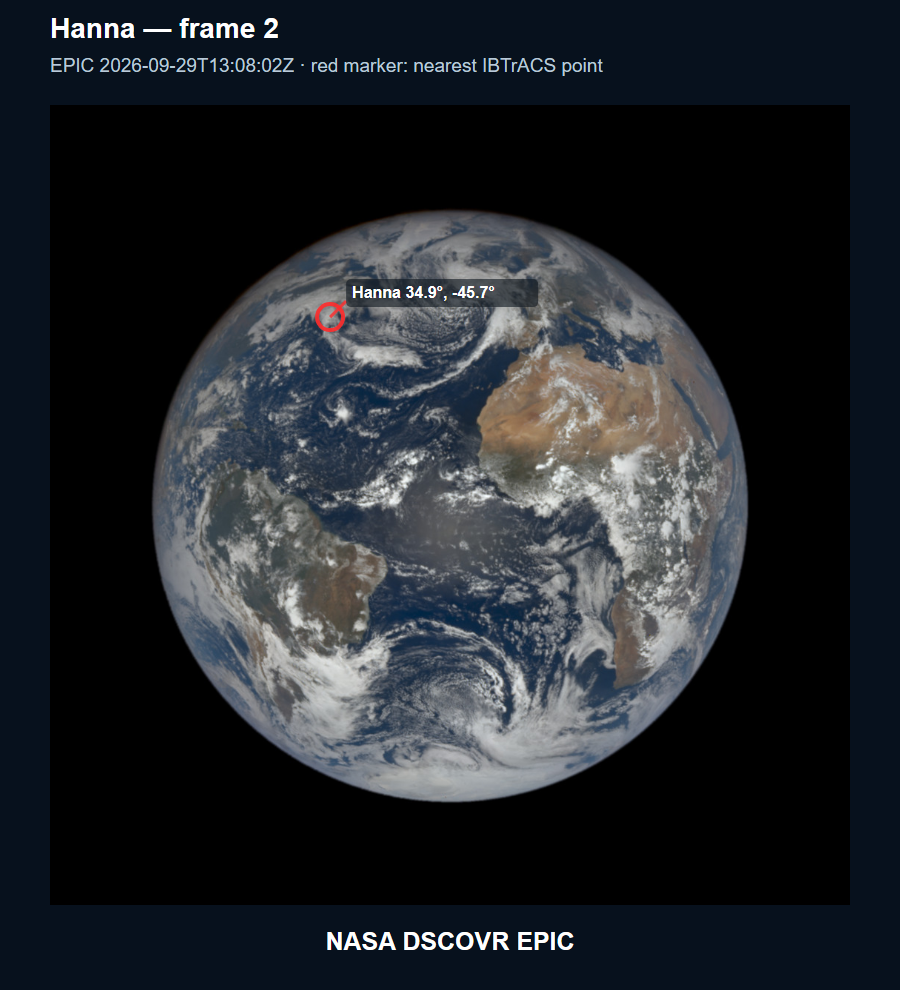 Hanna — frame 2
EPIC 2026-09-29T13:08:02Z · red marker: nearest IBTrACS point
Hanna 34.9°, -45.7°
NASA DSCOVR EPIC